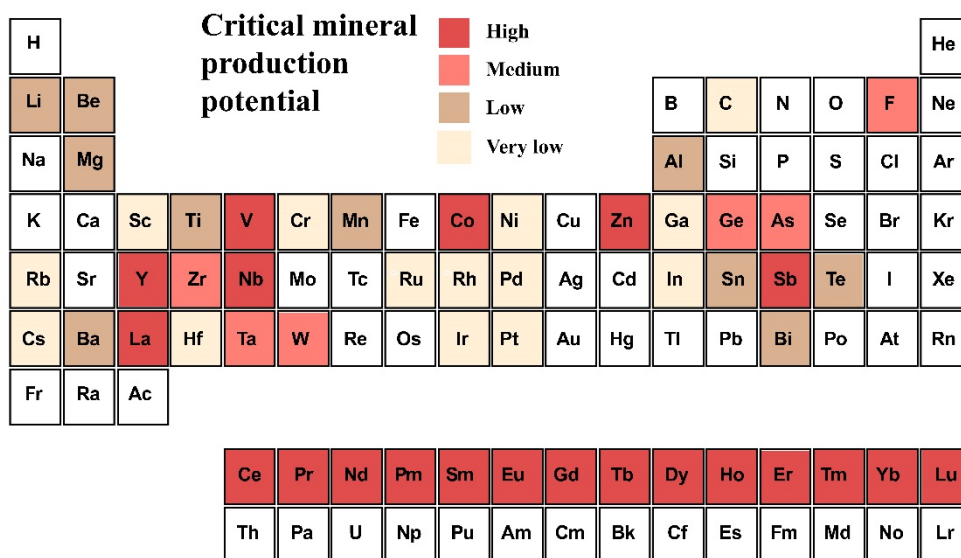 Critical mineral
production
potential
High
Medium
Low
Very low
H He
Li Be B C N O F Ne
Na Mg Al Si P S Cl Ar
K Ca Sc Ti V Cr Mn Fe Co Ni Cu Zn Ga Ge As Se Br Kr
Rb Sr Y Zr Nb Mo Tc Ru Rh Pd Ag Cd In Sn Sb Te I Xe
Cs Ba La Hf Ta W Re Os Ir Pt Au Hg Tl Pb Bi Po At Rn
Fr Ra Ac
Ce Pr Nd Pm Sm Eu Gd Tb Dy Ho Er Tm Yb Lu
Th Pa U Np Pu Am Cm Bk Cf Es Fm Md No Lr